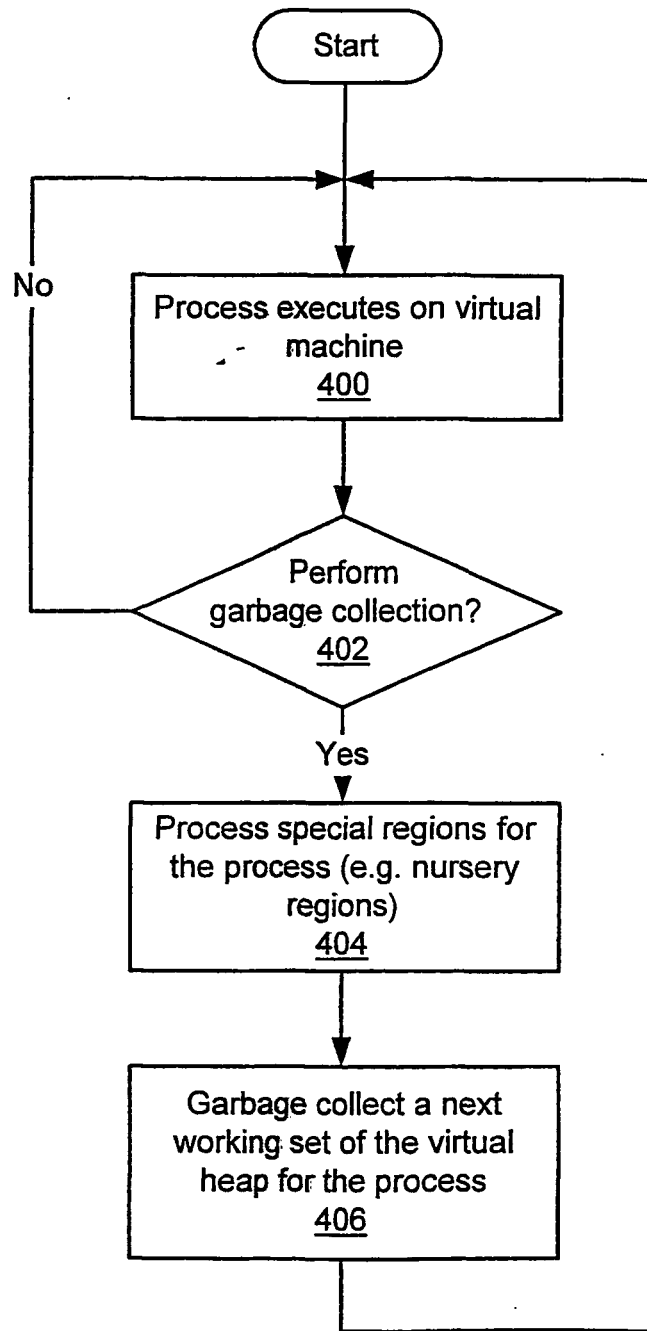 Start
No
Process executes on virtual
machine
400
Perform
garbage collection?
402
Yes
Process special regions for
the process (e.g. nursery
regions)
404
Garbage collect a next
working set of the virtual
heap for the process
406